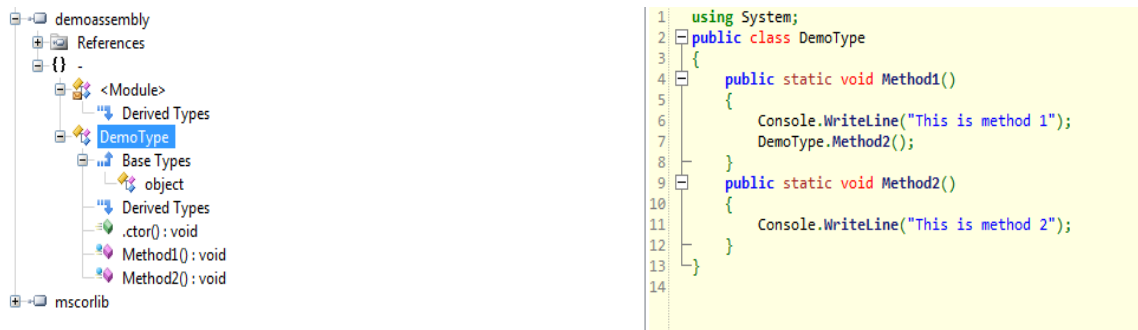 demoassembly
References
{} -
<Module>
Derived Types
DemoType
Base Types
object
Derived Types
.ctor() : void
Method1() : void
Method2() : void
mscorlib
1 using System;
2 public class DemoType
3 {
4 public static void Method1()
5 {
6 Console.WriteLine("This is method 1");
7 DemoType.Method2();
8 }
9 public static void Method2()
10 {
11 Console.WriteLine("This is method 2");
12 }
13 }
14